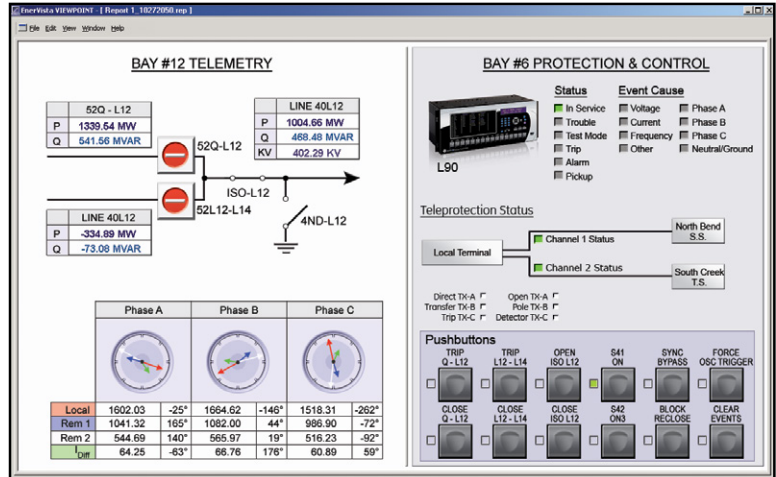 EnerVista VIEWPOINT - [ Report 1_10272050.rep ]
File Edit View Window Help
BAY #12 TELEMETRY
52Q - L12
P 1339.54 MW
Q 541.56 MVAR
LINE 40L12
P 1004.66 MW
Q 468.48 MVAR
KV 402.29 KV
52Q-L12
ISO-L12
52L12-L14
4ND-L12
LINE 40L12
P -334.89 MW
Q -73.08 MVAR
Phase A Phase B Phase C
Local 1602.03 -25° 1664.62 -146° 1518.31 -262°
Rem 1 1041.32 165° 1082.00 44° 986.90 -72°
Rem 2 544.69 140° 565.97 19° 516.23 -92°
IDiff 64.25 -63° 66.76 176° 60.89 59°
BAY #6 PROTECTION & CONTROL
L90
Status
In Service
Trouble
Test Mode
Trip
Alarm
Pickup
Event Cause
Voltage Phase A
Current Phase B
Frequency Phase C
Other Neutral/Ground
Teleprotection Status
Local Terminal
Channel 1 Status
Channel 2 Status
North Bend
S.S.
South Creek
T.S.
Direct TX-A Open TX-A
Transfer TX-B Pole TX-B
Trip TX-C Detector TX-C
Pushbuttons
TRIP
Q - L12
TRIP
L12 - L14
OPEN
ISO L12
S41
ON
SYNC
BYPASS
FORCE
OSC TRIGGER
CLOSE
Q - L12
CLOSE
L12 - L14
CLOSE
ISO L12
S42
ON3
BLOCK
RECLOSE
CLEAR
EVENTS